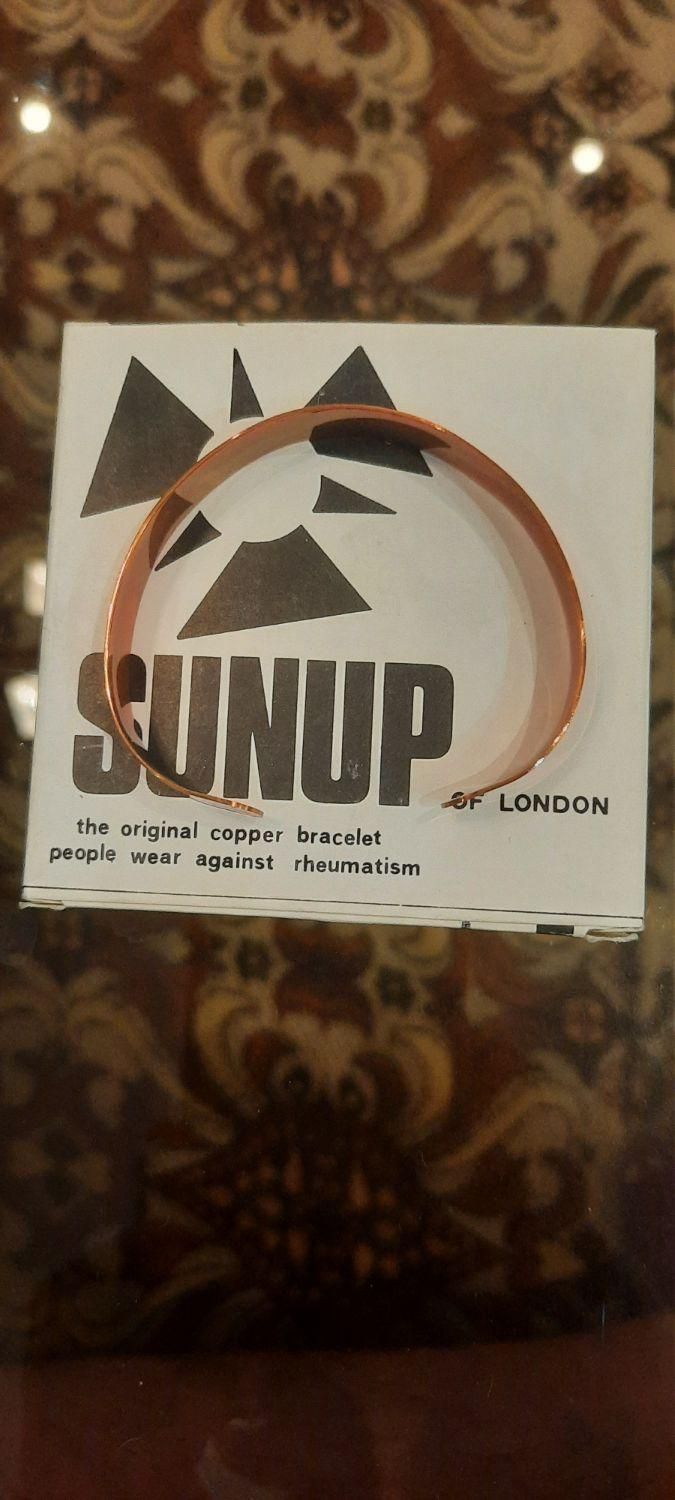 SUNUP
OF LONDON
the original copper bracelet
people wear against rheumatism